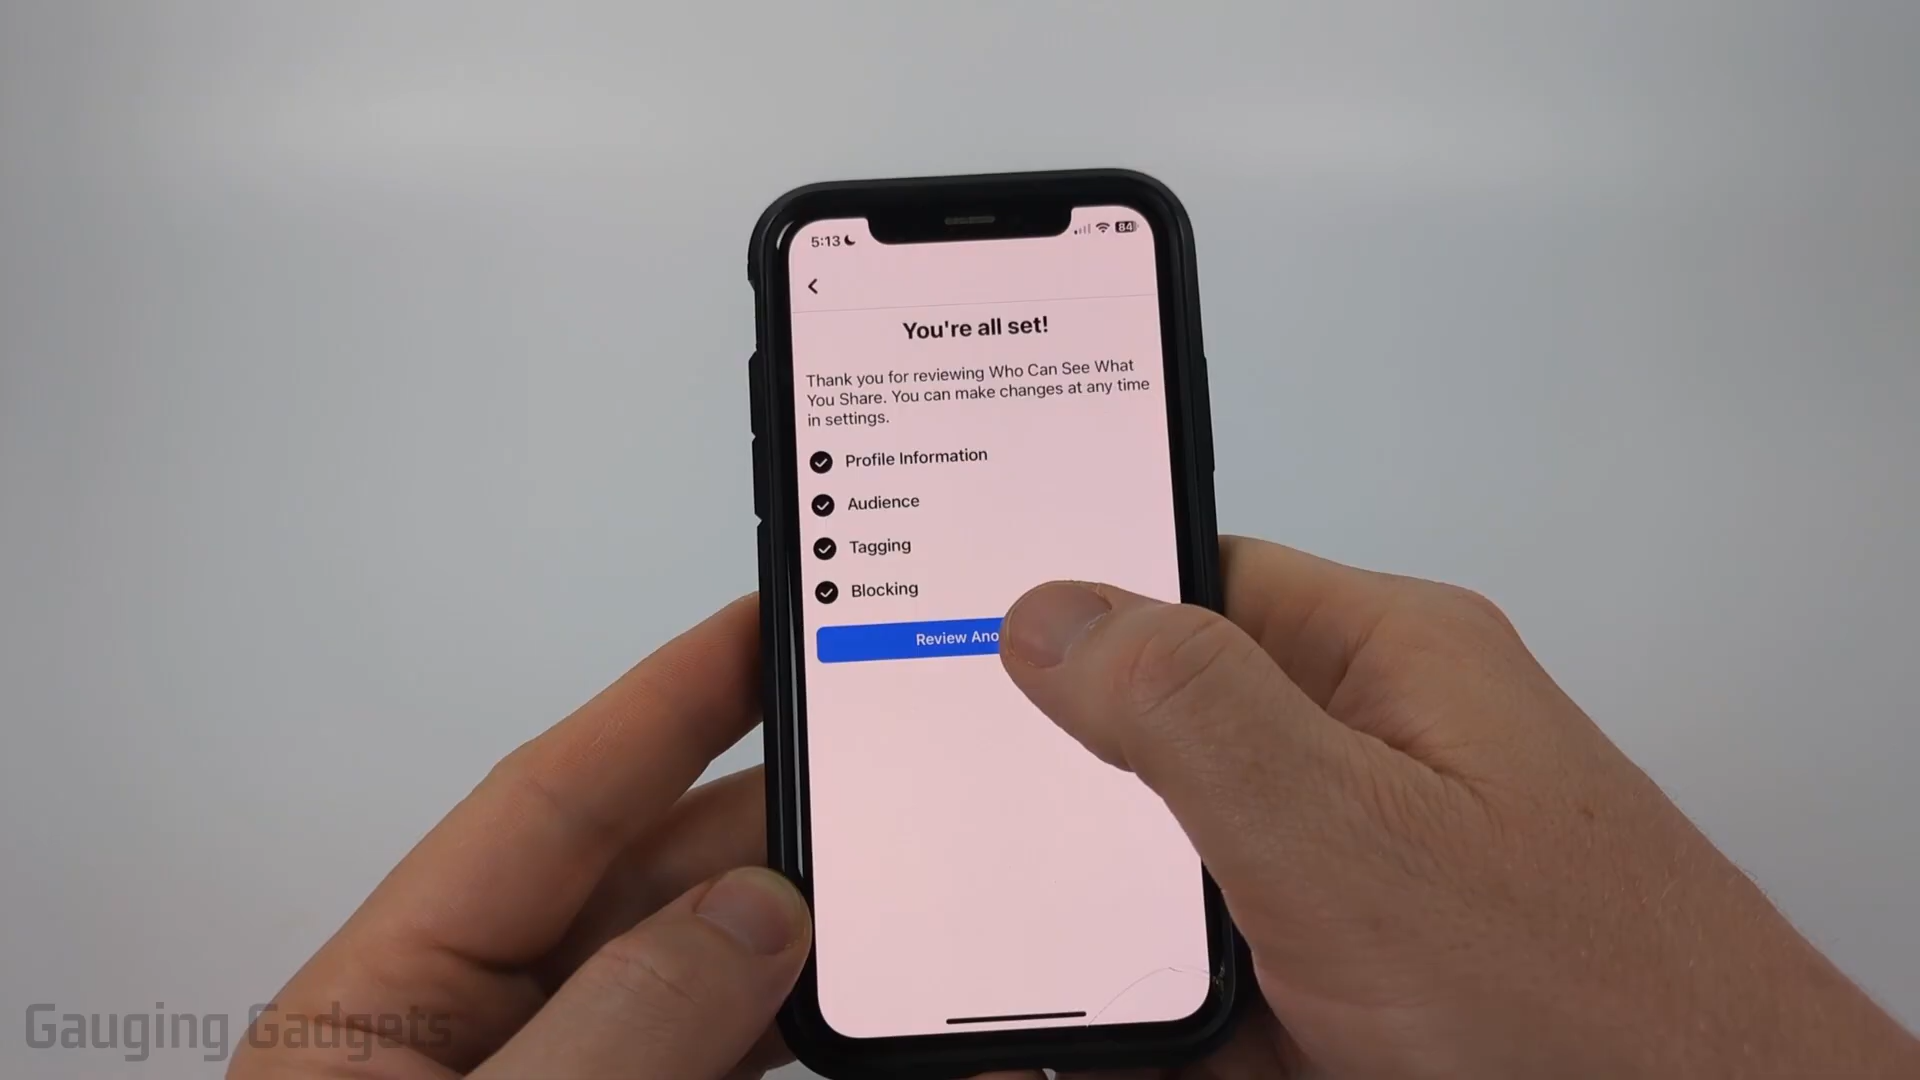 5:13
84
You're all set!
Thank you for reviewing Who Can See What
You Share. You can make changes at any time
in settings.
Profile Information
Audience
Tagging
Blocking
Review
Gauging Gadgets